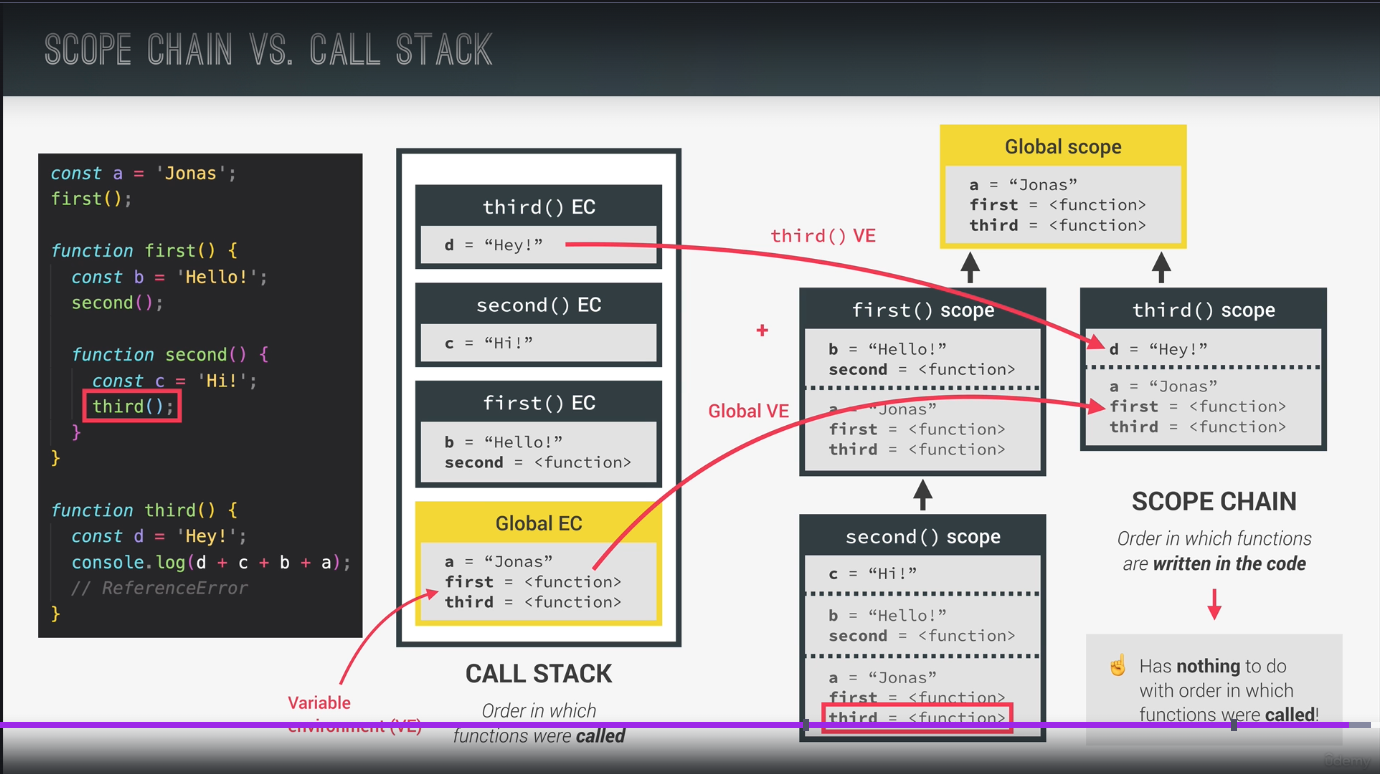 SCOPE CHAIN VS. CALL STACK
const a = 'Jonas';
first();
function first() {
const b = 'Hello!';
second();
function second() {
const c = 'Hi!';
third();
}
}
function third() {
const d = 'Hey!';
console.log(d + c + b + a);
// ReferenceError
}
third() EC
d = “Hey!”
second() EC
c = “Hi!”
first() EC
b = “Hello!”
second = <function>
Global EC
a = “Jonas”
first = <function>
third = <function>
CALL STACK
Order in which
functions were called
Variable
environment (VE)
third() VE
+
Global VE
Global scope
a = “Jonas”
first = <function>
third = <function>
first() scope
b = “Hello!”
second = <function>
a = “Jonas”
first = <function>
third = <function>
second() scope
c = “Hi!”
b = “Hello!”
second = <function>
a = “Jonas”
first = <function>
third = <function>
third() scope
d = “Hey!”
a = “Jonas”
first = <function>
third = <function>
SCOPE CHAIN
Order in which functions
are written in the code
☝ Has nothing to do
with order in which
functions were called!
Udemy